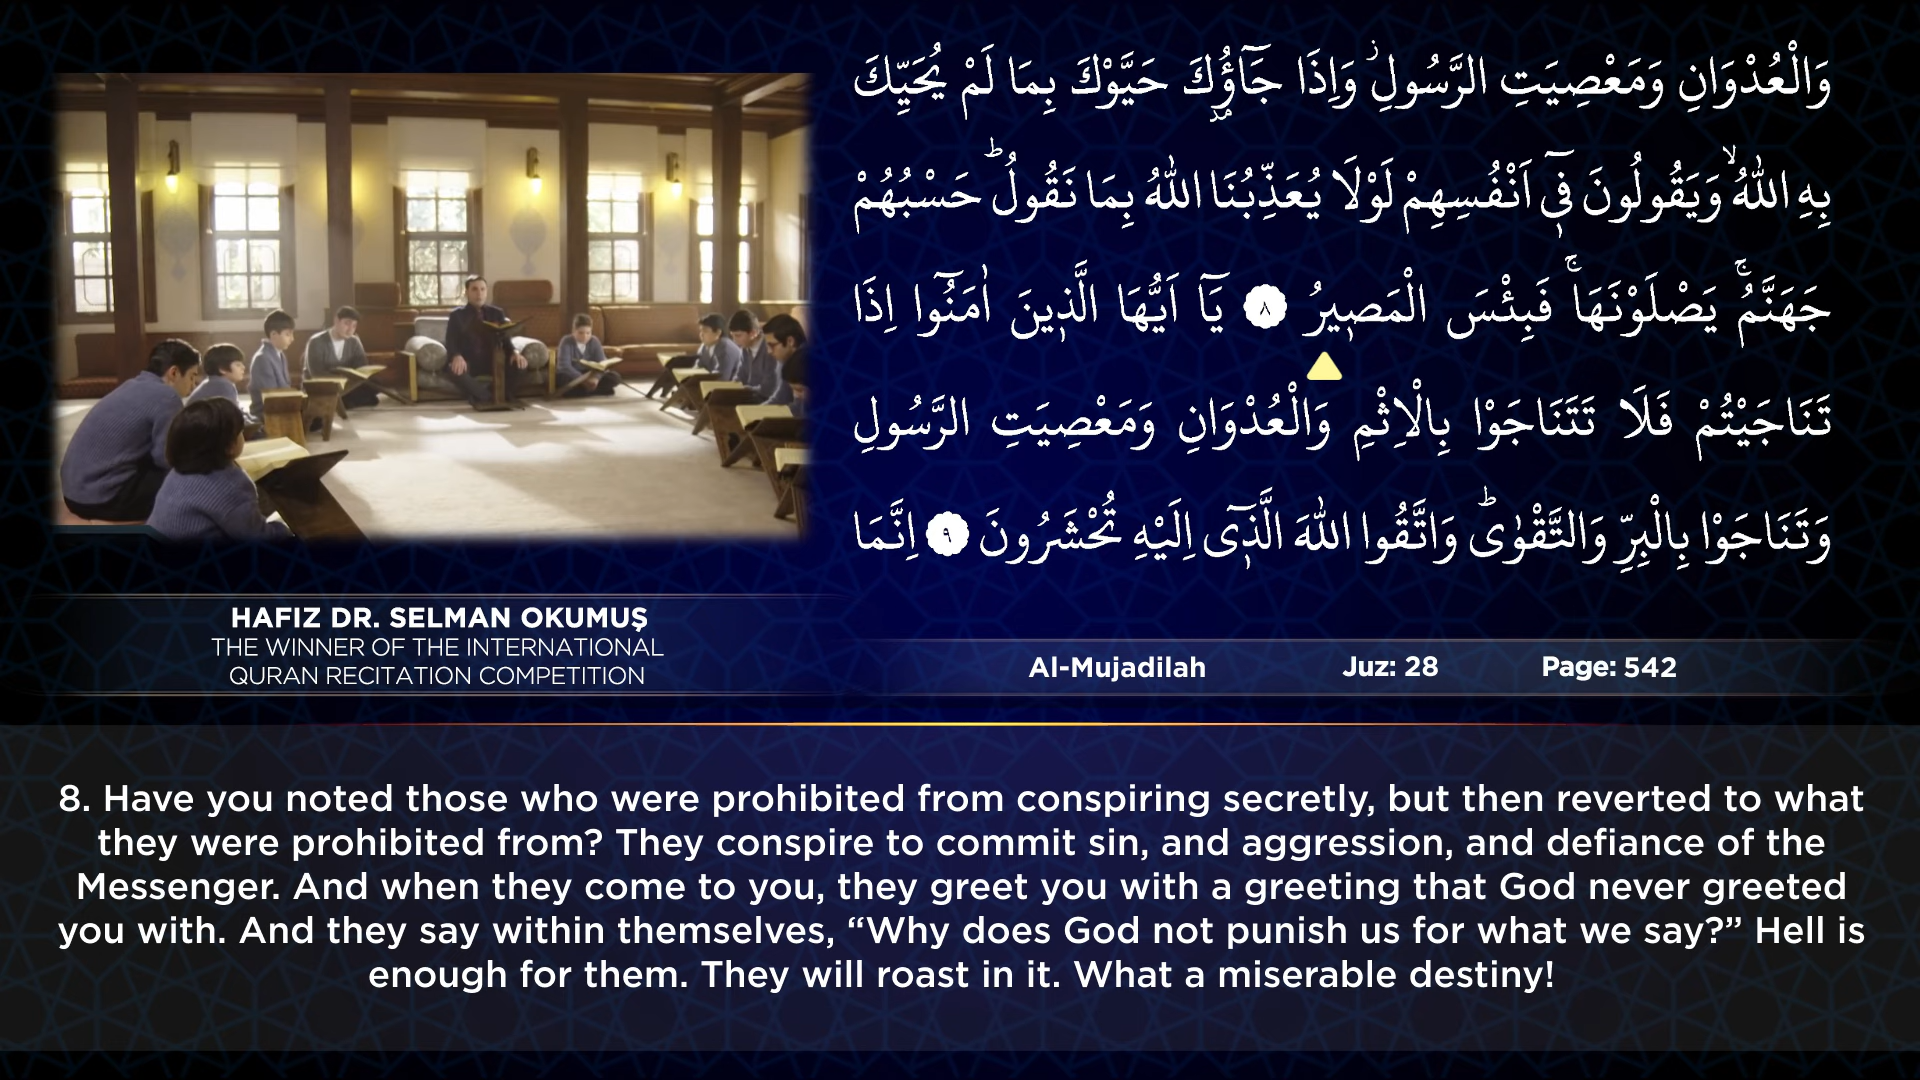 وَالْعُدْوَانِ وَمَعْصِيَتِ الرَّسُولِۘ وَاِذَا جَٓاؤُ۫كَ حَيَّوْكَ بِمَا لَمْ يُحَيِّكَ
بِهِ اللّٰهُۙ وَيَقُولُونَ ف۪ٓي اَنْفُسِهِمْ لَوْلَا يُعَذِّبُنَا اللّٰهُ بِمَا نَقُولُۜ حَسْبُهُمْ
جَهَنَّمُۚ يَصْلَوْنَهَاۚ فَبِئْسَ الْمَص۪يرُ ﴿٨﴾ يَٓا اَيُّهَا الَّذ۪ينَ اٰمَنُٓوا اِذَا
تَنَاجَيْتُمْ فَلَا تَتَنَاجَوْا بِالْاِثْمِ وَالْعُدْوَانِ وَمَعْصِيَتِ الرَّسُولِ
وَتَنَاجَوْا بِالْبِرِّ وَالتَّقْوٰىۜ وَاتَّقُوا اللّٰهَ الَّذ۪ٓى اِلَيْهِ تُحْشَرُونَ ﴿٩﴾ اِنَّمَا
HAFIZ DR. SELMAN OKUMUŞ
THE WINNER OF THE INTERNATIONAL
QURAN RECITATION COMPETITION
Al-Mujadilah Juz: 28 Page: 542
8. Have you noted those who were prohibited from conspiring secretly, but then reverted to what
they were prohibited from? They conspire to commit sin, and aggression, and defiance of the
Messenger. And when they come to you, they greet you with a greeting that God never greeted
you with. And they say within themselves, “Why does God not punish us for what we say?” Hell is
enough for them. They will roast in it. What a miserable destiny!